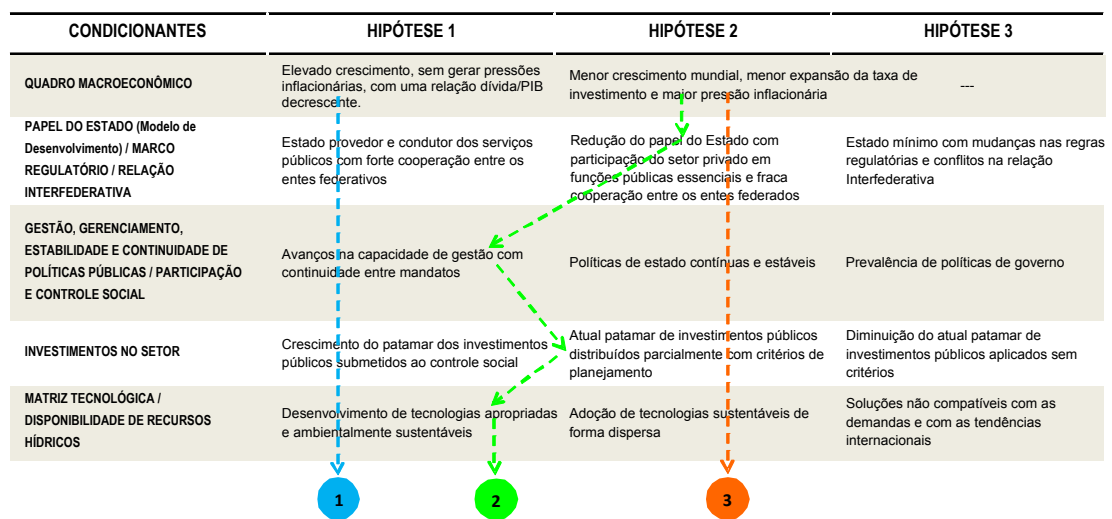 CONDICIONANTES
HIPÓTESE 1
HIPÓTESE 2
HIPÓTESE 3
QUADRO MACROECONÔMICO
Elevado crescimento, sem gerar pressões
inflacionárias, com uma relação dívida/PIB
decrescente.
Menor crescimento mundial, menor expansão da taxa de
investimento e maior pressão inflacionária
---
PAPEL DO ESTADO (Modelo de
Desenvolvimento) / MARCO
REGULATÓRIO / RELAÇÃO
INTERFEDERATIVA
Estado provedor e condutor dos serviços
públicos com forte cooperação entre os
entes federativos
Redução do papel do Estado com
participação do setor privado em
funções públicas essenciais e fraca
cooperação entre os entes federados
Estado mínimo com mudanças nas regras
regulatórias e conflitos na relação
Interfederativa
GESTÃO, GERENCIAMENTO,
ESTABILIDADE E CONTINUIDADE DE
POLÍTICAS PÚBLICAS / PARTICIPAÇÃO
E CONTROLE SOCIAL
Avanços na capacidade de gestão com
continuidade entre mandatos
Políticas de estado contínuas e estáveis
Prevalência de políticas de governo
INVESTIMENTOS NO SETOR
Crescimento do patamar dos investimentos
públicos submetidos ao controle social
Atual patamar de investimentos públicos
distribuídos parcialmente com critérios de
planejamento
Diminuição do atual patamar de
investimentos públicos aplicados sem
critérios
MATRIZ TECNOLÓGICA /
DISPONIBILIDADE DE RECURSOS
HÍDRICOS
Desenvolvimento de tecnologias apropriadas
e ambientalmente sustentáveis
Adoção de tecnologias sustentáveis de
forma dispersa
Soluções não compatíveis com as
demandas e com as tendências
internacionais
1
2
3